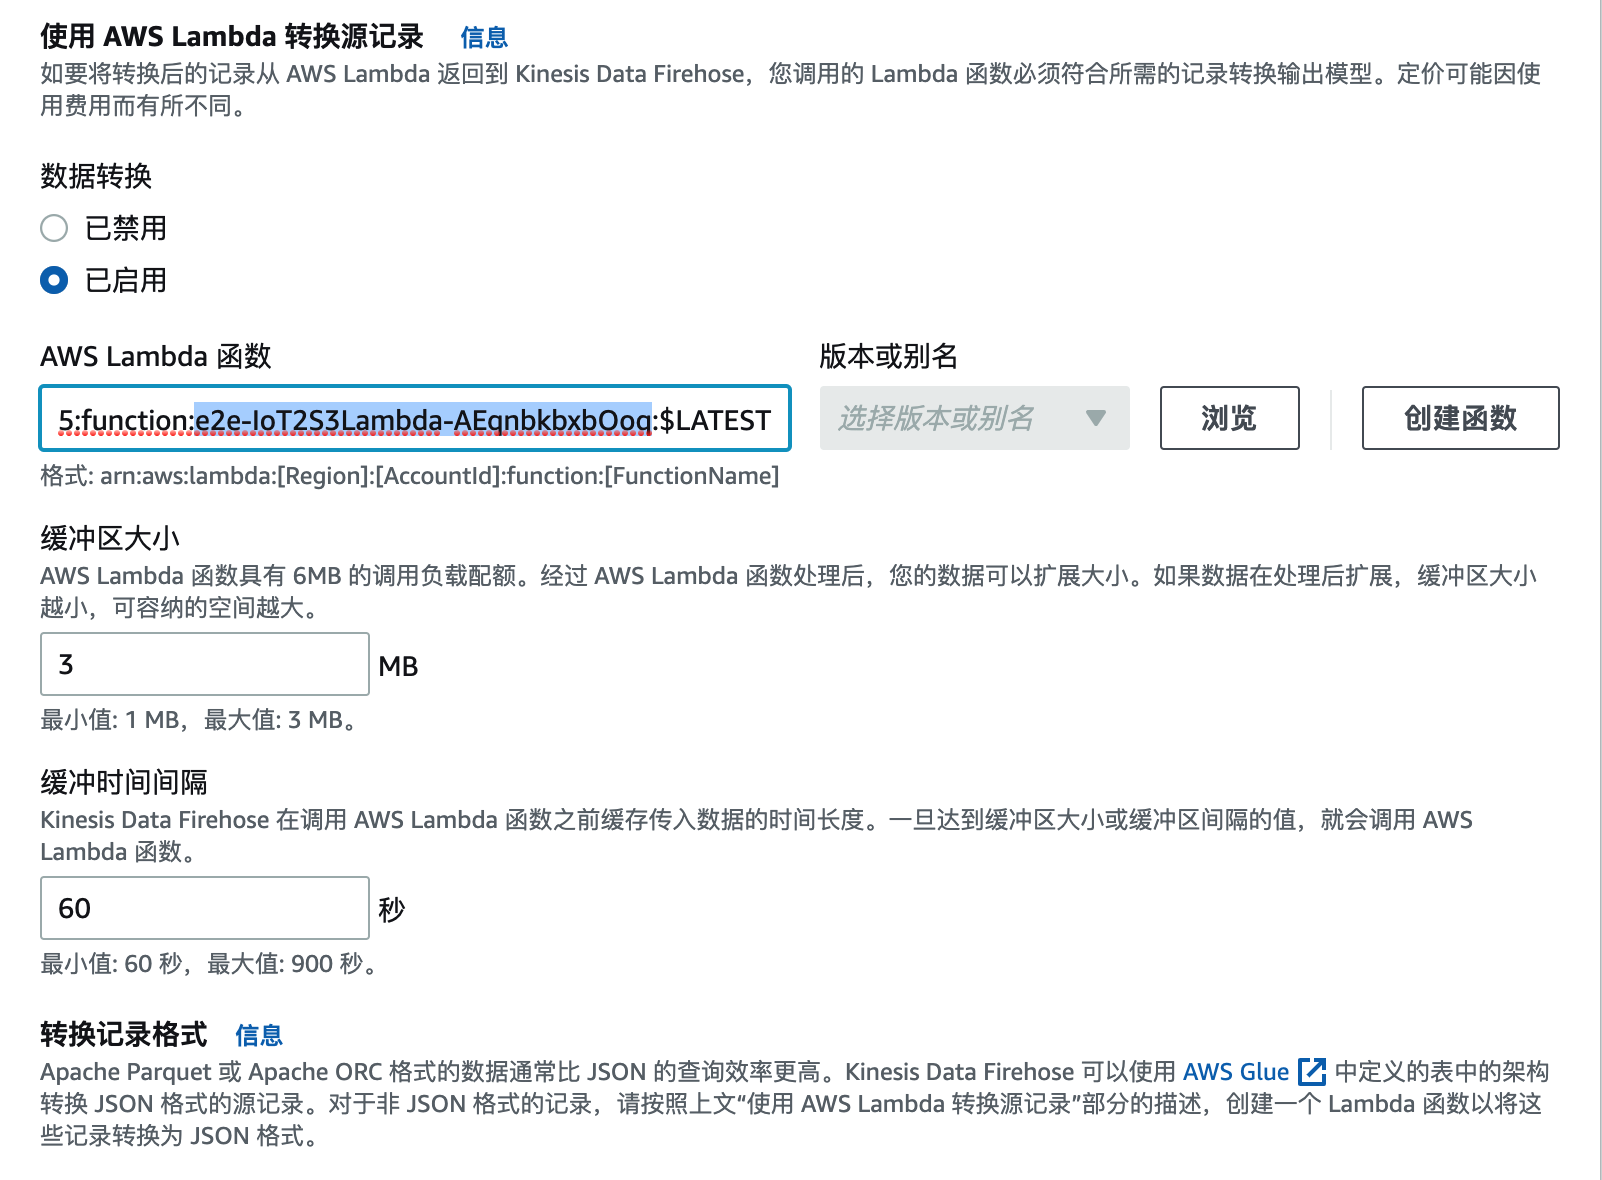 使用 AWS Lambda 转换源记录 信息
如要将转换后的记录从 AWS Lambda 返回到 Kinesis Data Firehose，您调用的 Lambda 函数必须符合所需的记录转换输出模型。定价可能因使
用费用而有所不同。
数据转换
已禁用
已启用
AWS Lambda 函数 版本或别名
5:function:e2e-IoT2S3Lambda-AEqnbkbxbOoq:$LATEST 选择版本或别名 浏览 创建函数
格式: arn:aws:lambda:[Region]:[AccountId]:function:[FunctionName]
缓冲区大小
AWS Lambda 函数具有 6MB 的调用负载配额。经过 AWS Lambda 函数处理后，您的数据可以扩展大小。如果数据在处理后扩展，缓冲区大小
越小，可容纳的空间越大。
3 MB
最小值: 1 MB，最大值: 3 MB。
缓冲时间间隔
Kinesis Data Firehose 在调用 AWS Lambda 函数之前缓存传入数据的时间长度。一旦达到缓冲区大小或缓冲区间隔的值，就会调用 AWS
Lambda 函数。
60 秒
最小值: 60 秒，最大值: 900 秒。
转换记录格式 信息
Apache Parquet 或 Apache ORC 格式的数据通常比 JSON 的查询效率更高。Kinesis Data Firehose 可以使用 AWS Glue 中定义的表中的架构
转换 JSON 格式的源记录。对于非 JSON 格式的记录，请按照上文“使用 AWS Lambda 转换源记录”部分的描述，创建一个 Lambda 函数以将这
些记录转换为 JSON 格式。